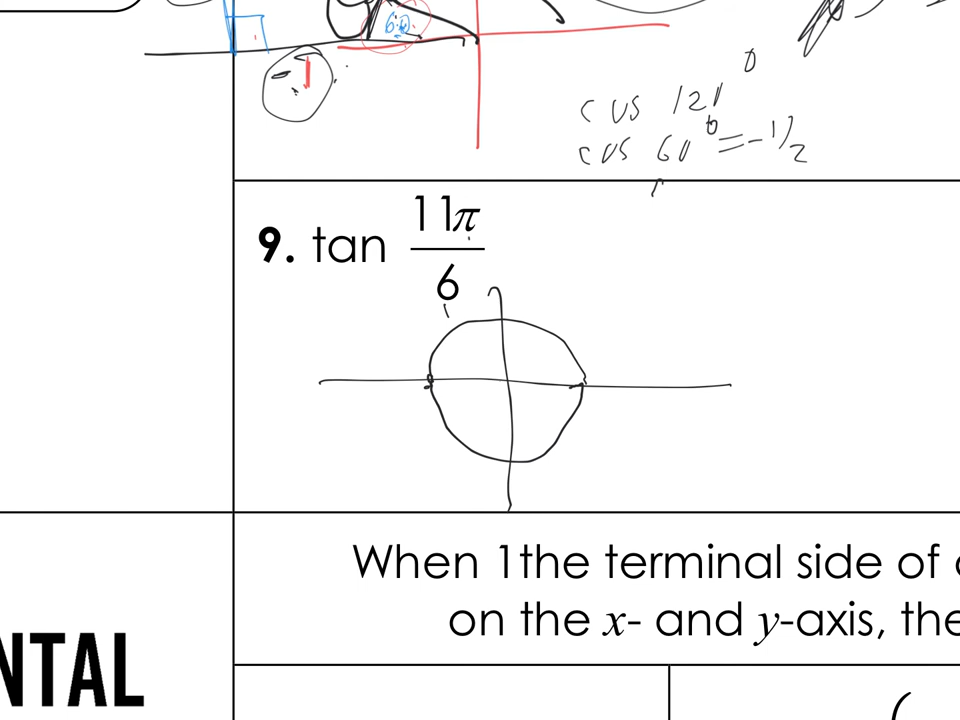 60
cos 120°
cos 60° = -1/2
9. tan 11π/6
When 1the terminal side of
on the x- and y-axis, the
NTAL
(